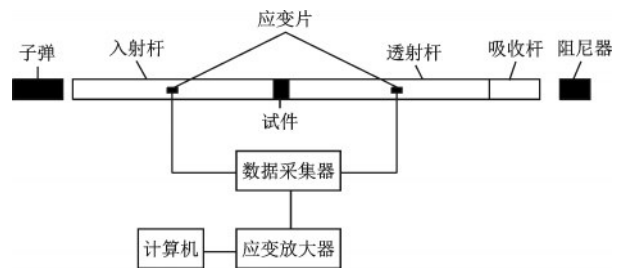 应变片
子弹
入射杆
透射杆
吸收杆
阻尼器
试件
数据采集器
计算机
应变放大器